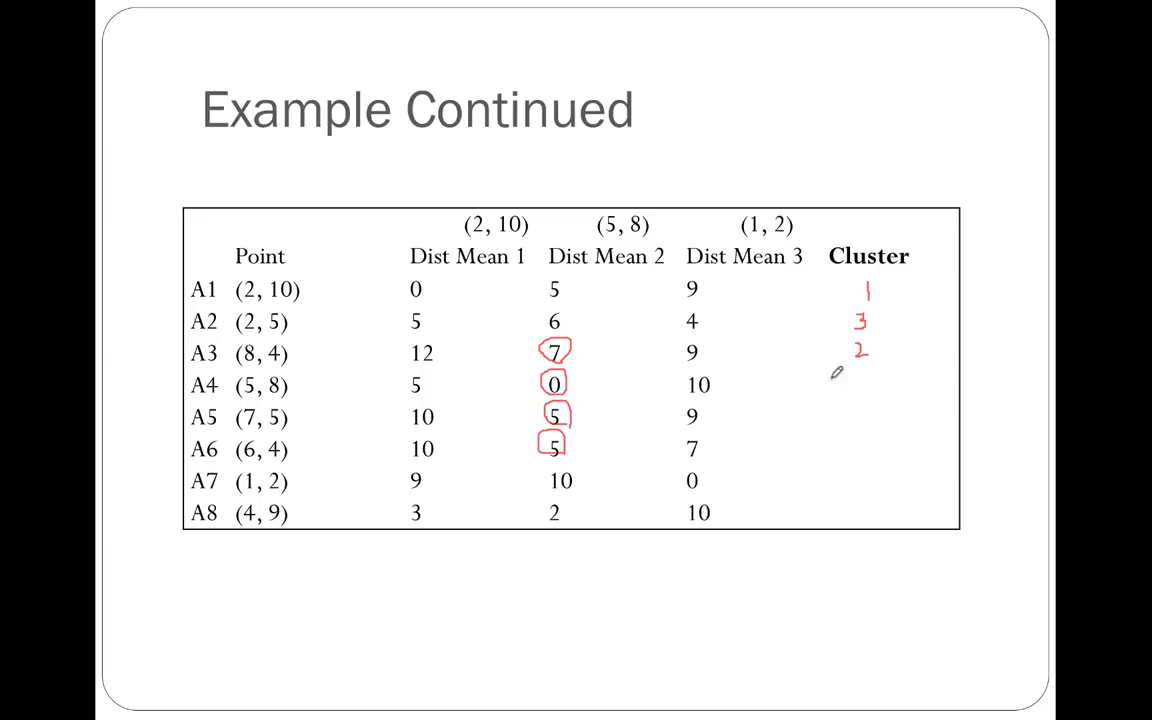 Example Continued
(2, 10) (5, 8) (1, 2)
Point Dist Mean 1 Dist Mean 2 Dist Mean 3 Cluster
A1 (2, 10) 0 5 9 1
A2 (2, 5) 5 6 4 3
A3 (8, 4) 12 7 9 2
A4 (5, 8) 5 0 10
A5 (7, 5) 10 5 9
A6 (6, 4) 10 5 7
A7 (1, 2) 9 10 0
A8 (4, 9) 3 2 10